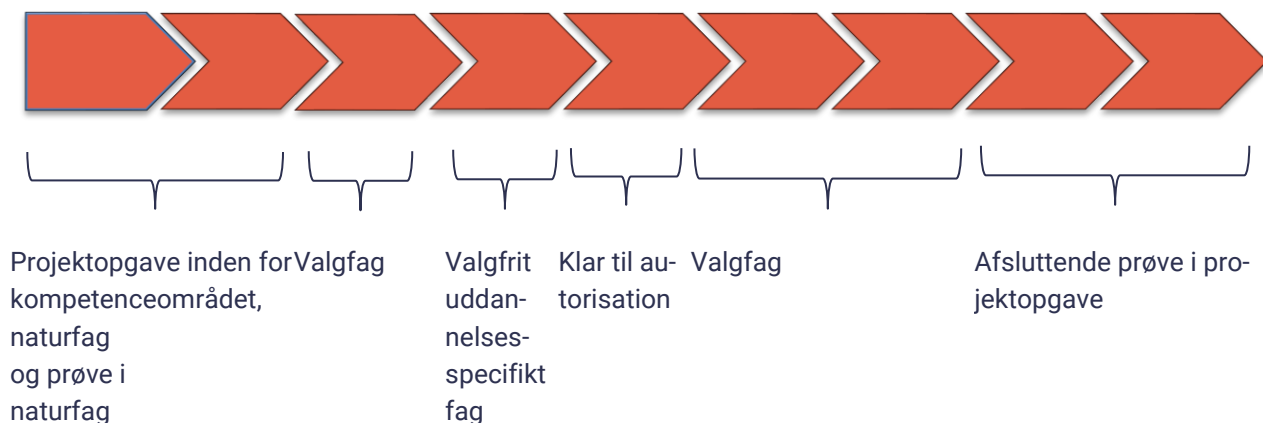 Projektopgave inden for
kompetenceområdet,
naturfag
og prøve i
naturfag
Valgfag
Valgfrit
uddan-
nelses-
specifikt
fag
Klar til au-
torisation
Valgfag
Afsluttende prøve i pro-
jektopgave